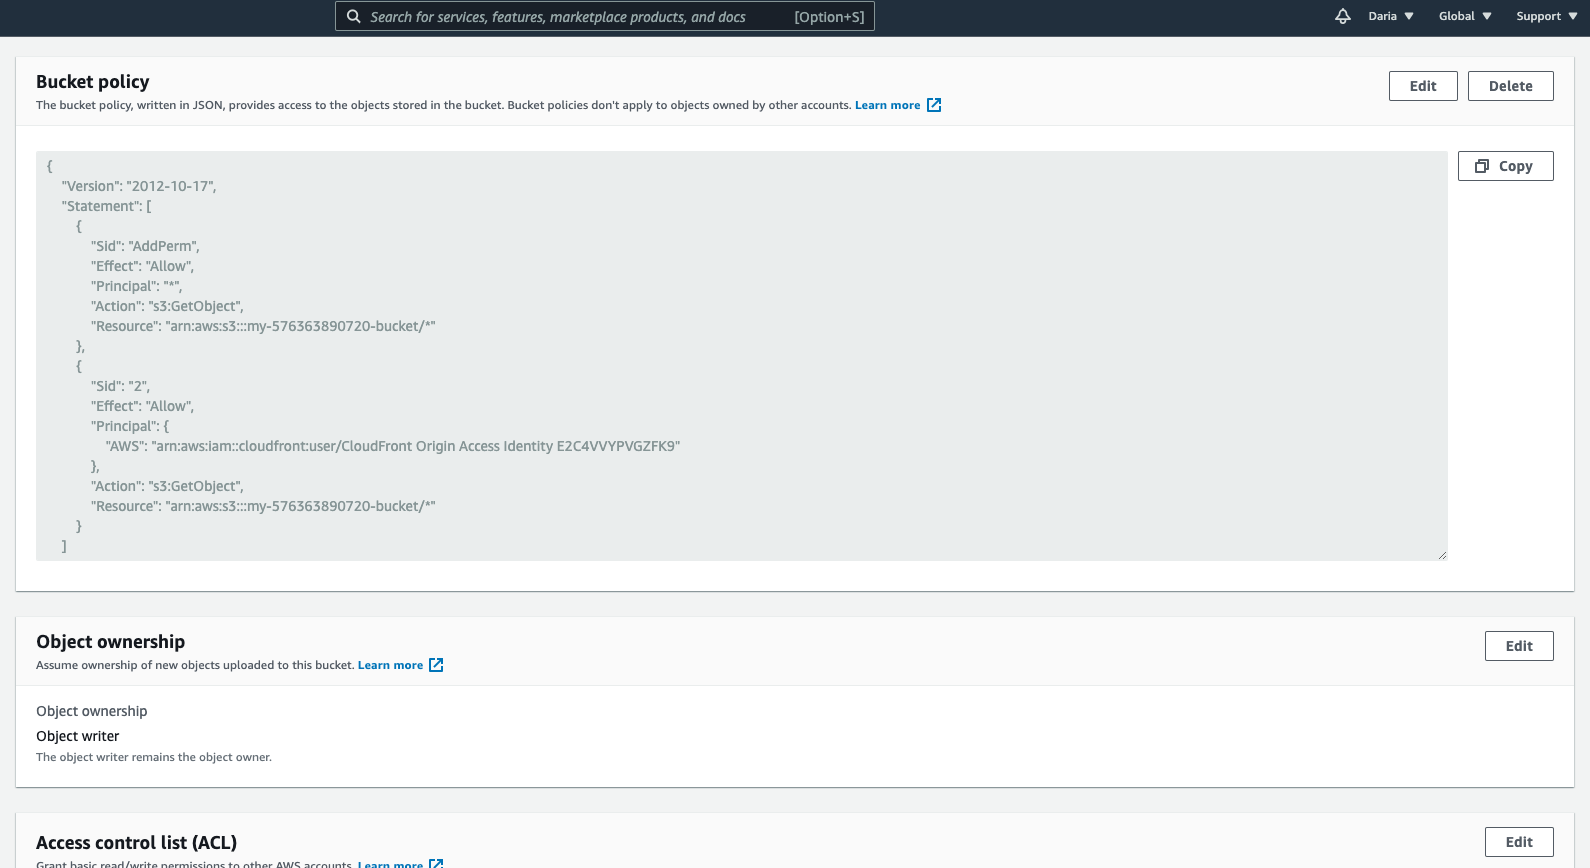 Search for services, features, marketplace products, and docs [Option+S] Daria Global Support
Bucket policy
Edit Delete
The bucket policy, written in JSON, provides access to the objects stored in the bucket. Bucket policies don't apply to objects owned by other accounts. Learn more
Copy
{
"Version": "2012-10-17",
"Statement": [
{
"Sid": "AddPerm",
"Effect": "Allow",
"Principal": "*",
"Action": "s3:GetObject",
"Resource": "arn:aws:s3:::my-576363890720-bucket/*"
},
{
"Sid": "2",
"Effect": "Allow",
"Principal": {
"AWS": "arn:aws:iam::cloudfront:user/CloudFront Origin Access Identity E2C4VVYPVGZFK9"
},
"Action": "s3:GetObject",
"Resource": "arn:aws:s3:::my-576363890720-bucket/*"
}
]
Object ownership
Edit
Assume ownership of new objects uploaded to this bucket. Learn more
Object ownership
Object writer
The object writer remains the object owner.
Access control list (ACL)
Edit
Grant basic read/write permissions to other AWS accounts. Learn more